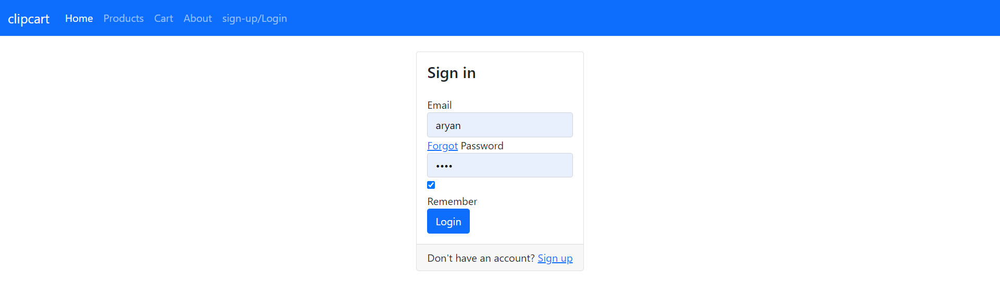 clipcart Home Products Cart About sign-up/Login
Sign in
Email
aryan
Forgot Password
••••
Remember
Login
Don't have an account? Sign up